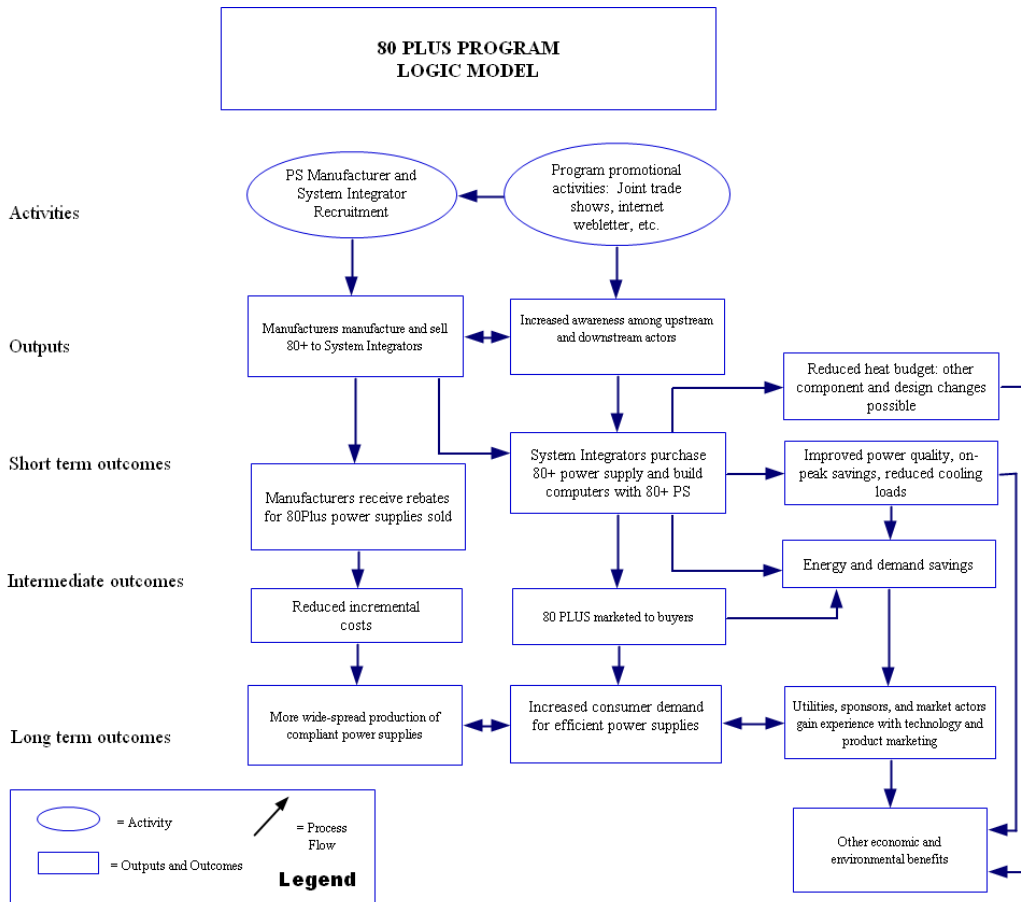 80 PLUS PROGRAM
LOGIC MODEL
Activities
PS Manufacturer and
System Integrator
Recruitment
Program promotional
activities: Joint trade
shows, internet
webletter, etc.
Outputs
Manufacturers manufacture and sell
80+ to System Integrators
Increased awareness among upstream
and downstream actors
Reduced heat budget: other
component and design changes
possible
Short term outcomes
Manufacturers receive rebates
for 80Plus power supplies sold
System Integrators purchase
80+ power supply and build
computers with 80+ PS
Improved power quality, on-
peak savings, reduced cooling
loads
Intermediate outcomes
Reduced incremental
costs
80 PLUS marketed to buyers
Energy and demand savings
Long term outcomes
More wide-spread production of
compliant power supplies
Increased consumer demand
for efficient power supplies
Utilities, sponsors, and market actors
gain experience with technology and
product marketing
Other economic and
environmental benefits
= Activity
= Process
Flow
= Outputs and Outcomes
Legend